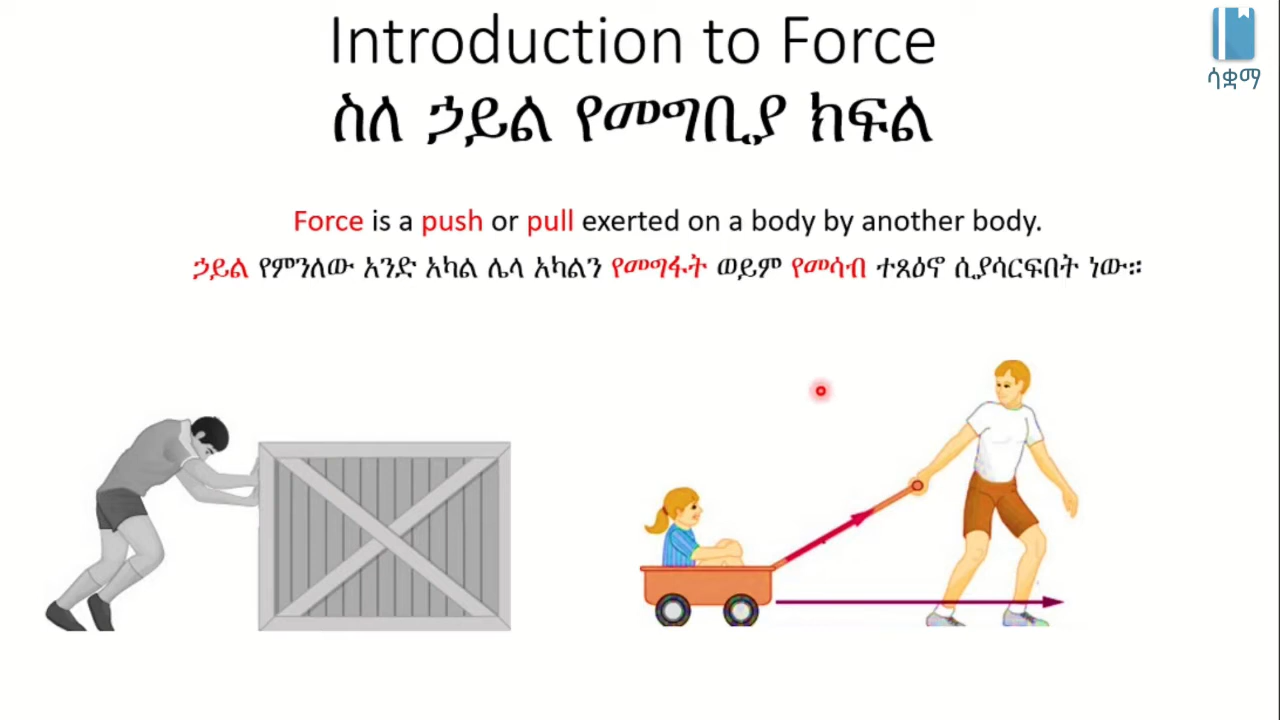 Introduction to Force
ስለ ኃይል የመግቢያ ክፍል
ሳቋማ
Force is a push or pull exerted on a body by another body.
ኃይል የምንለው አንድ አካል ሌላ አካልን የመግፋት ወይም የመሳብ ተጸዕኖ ሲያሳርፍበት ነው።